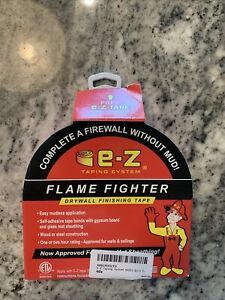 PRO
E-Z TAPE
COMPLETE A FIREWALL WITHOUT MUD!
e-z
TAPING SYSTEM
FLAME FIGHTER
DRYWALL FINISHING TAPE
• Easy mudless application
• Self-adhesive tape bonds with gypsum board
and glass mat sheathing
• Wood or steel construction
• One or two hour rating - Approved for walls & ceilings
Now Approved F
NEW